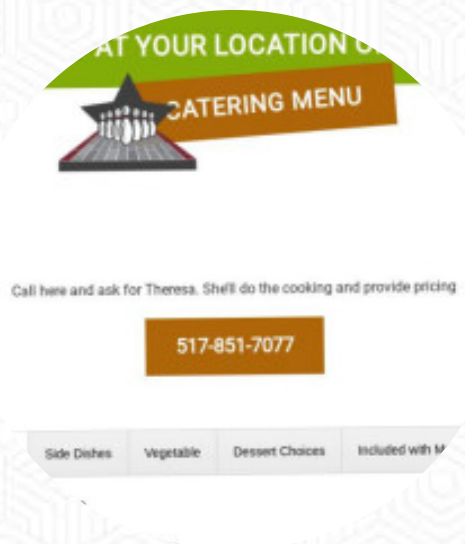 AT YOUR LOCATION
CATERING MENU
Call here and ask for Theresa. She'll do the cooking and provide pricing
517-851-7077
Side Dishes Vegetable Dessert Choices Included with